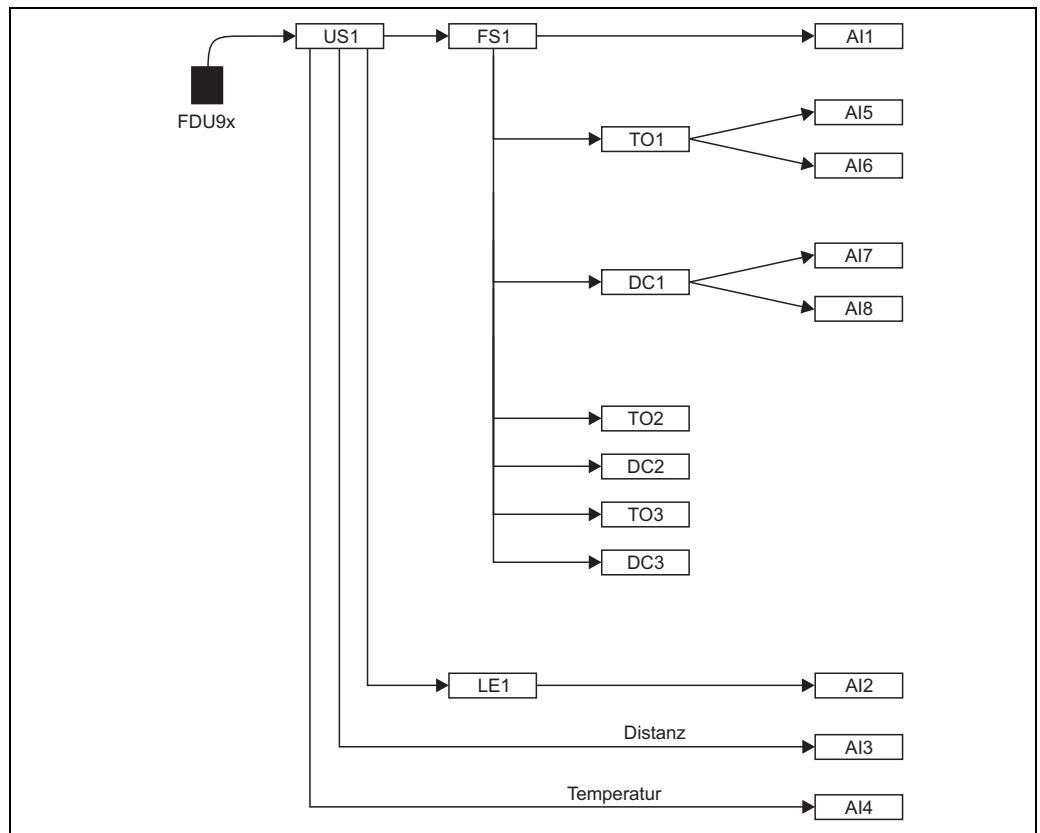 US1
FS1
AI1
FDU9x
AI5
TO1
AI6
AI7
DC1
AI8
TO2
DC2
TO3
DC3
LE1
AI2
Distanz
AI3
Temperatur
AI4